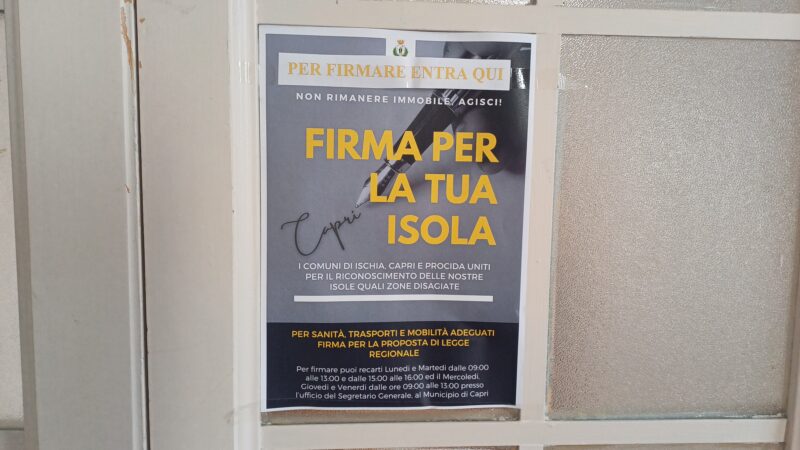 PER FIRMARE ENTRA QUI
NON RIMANERE IMMOBILE, AGISCI!
FIRMA PER
LA TUA
ISOLA
Capri
I COMUNI DI ISCHIA, CAPRI E PROCIDA UNITI
PER IL RICONOSCIMENTO DELLE NOSTRE
ISOLE QUALI ZONE DISAGIATE
PER SANITÀ, TRASPORTI E MOBILITÀ ADEGUATI
FIRMA PER LA PROPOSTA DI LEGGE
REGIONALE
Per firmare puoi recarti Lunedì e Martedì dalle 09:00
alle 13:00 e dalle 15:00 alle 16:00 ed il Mercoledì,
Giovedì e Venerdì dalle ore 09:00 alle 13:00 presso
l'ufficio del Segretario Generale, al Municipio di Capri